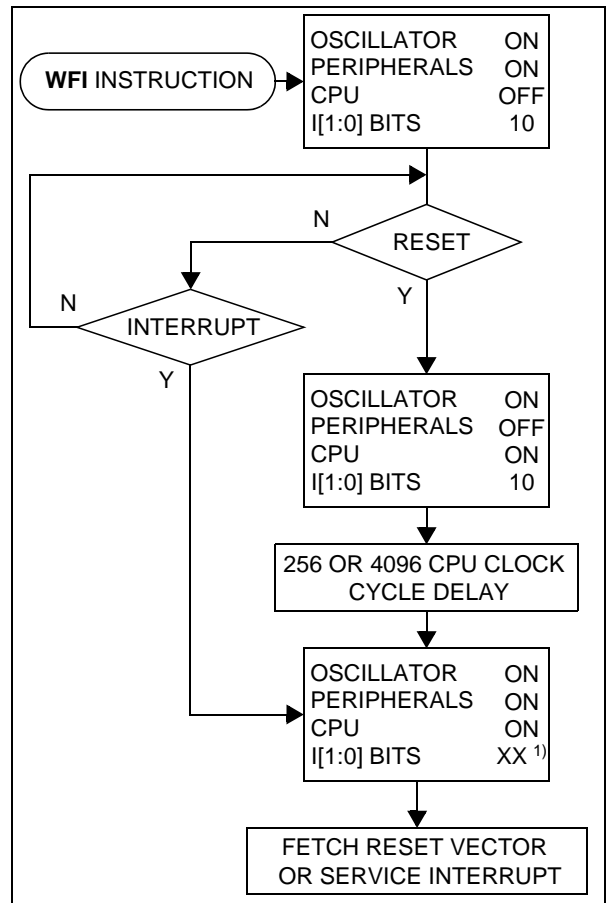 WFI INSTRUCTION
OSCILLATOR ON
PERIPHERALS ON
CPU OFF
I[1:0] BITS 10
N
RESET
N
INTERRUPT
Y
Y
OSCILLATOR ON
PERIPHERALS OFF
CPU ON
I[1:0] BITS 10
256 OR 4096 CPU CLOCK
CYCLE DELAY
OSCILLATOR ON
PERIPHERALS ON
CPU ON
I[1:0] BITS XX 1)
FETCH RESET VECTOR
OR SERVICE INTERRUPT